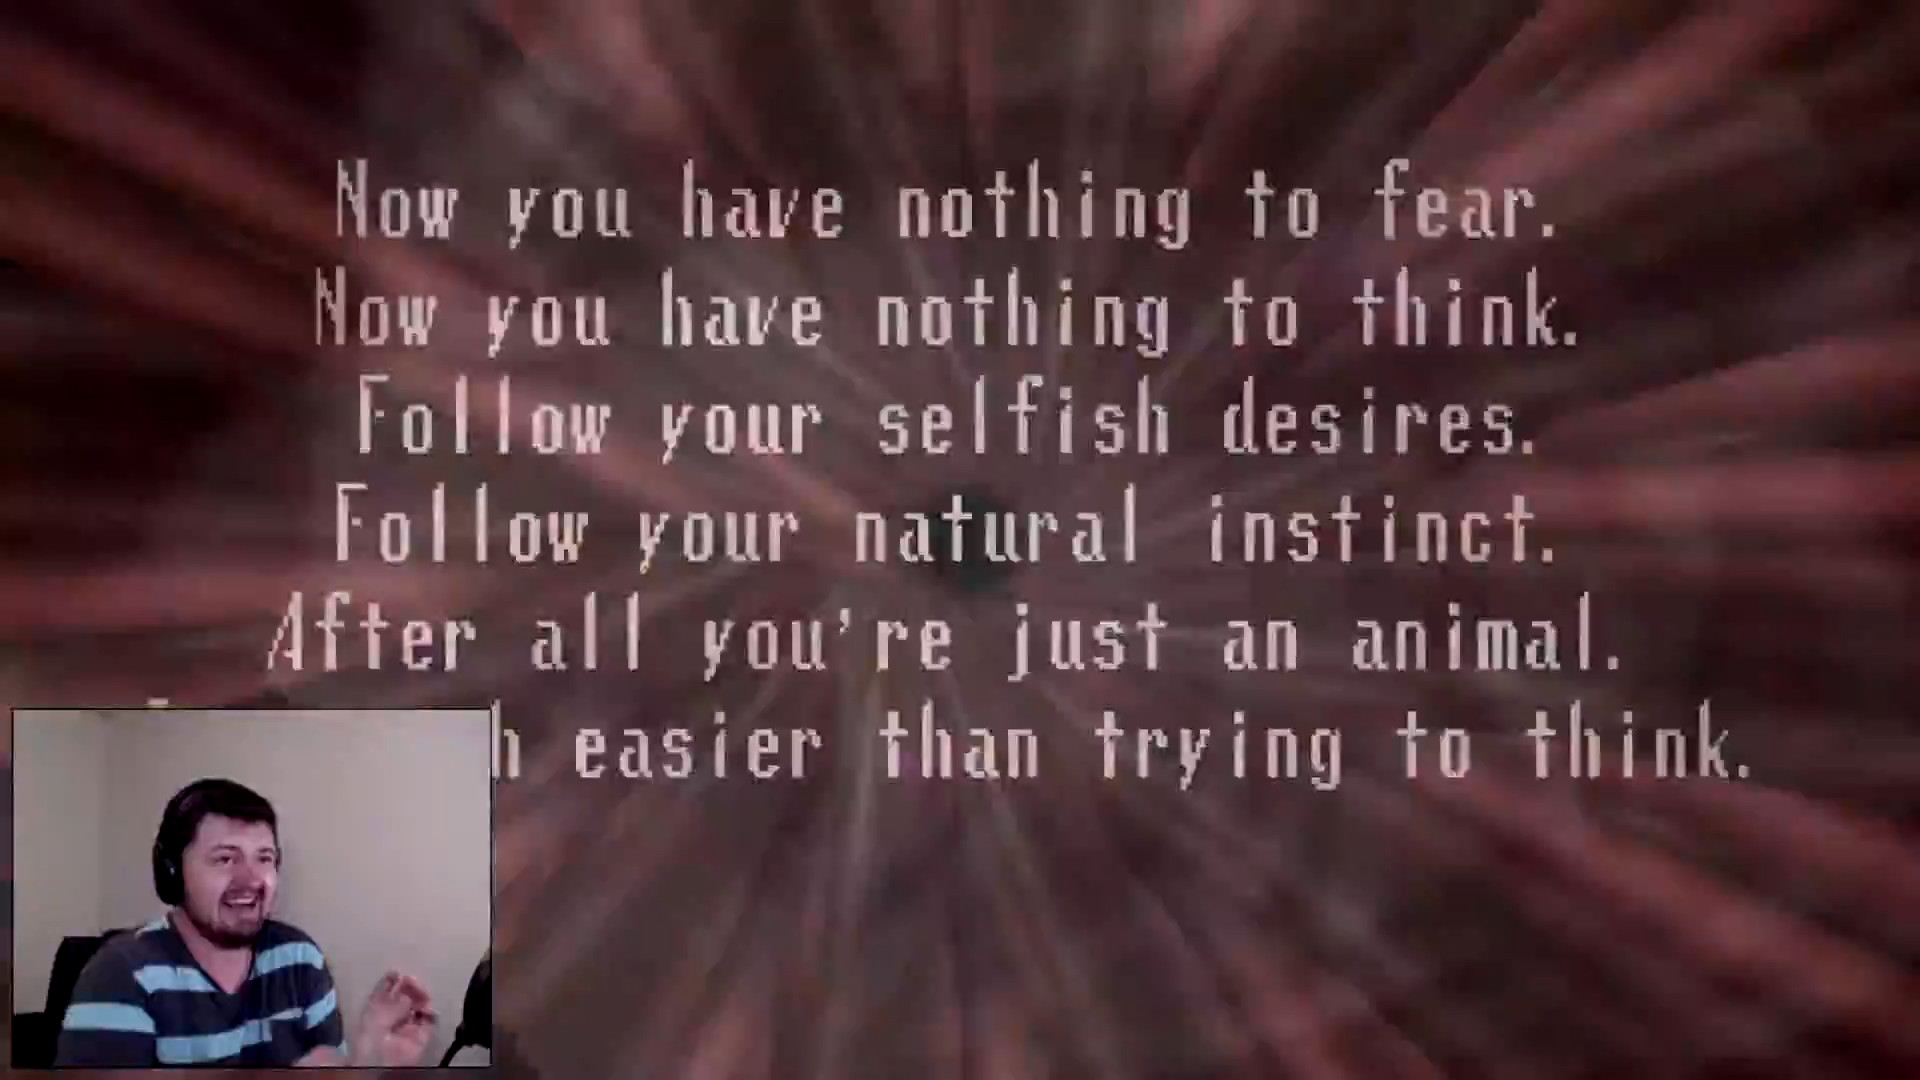 Now you have nothing to fear.
Now you have nothing to think.
Follow your selfish desires.
Follow your natural instinct.
After all you're just an animal.
easier than trying to think.